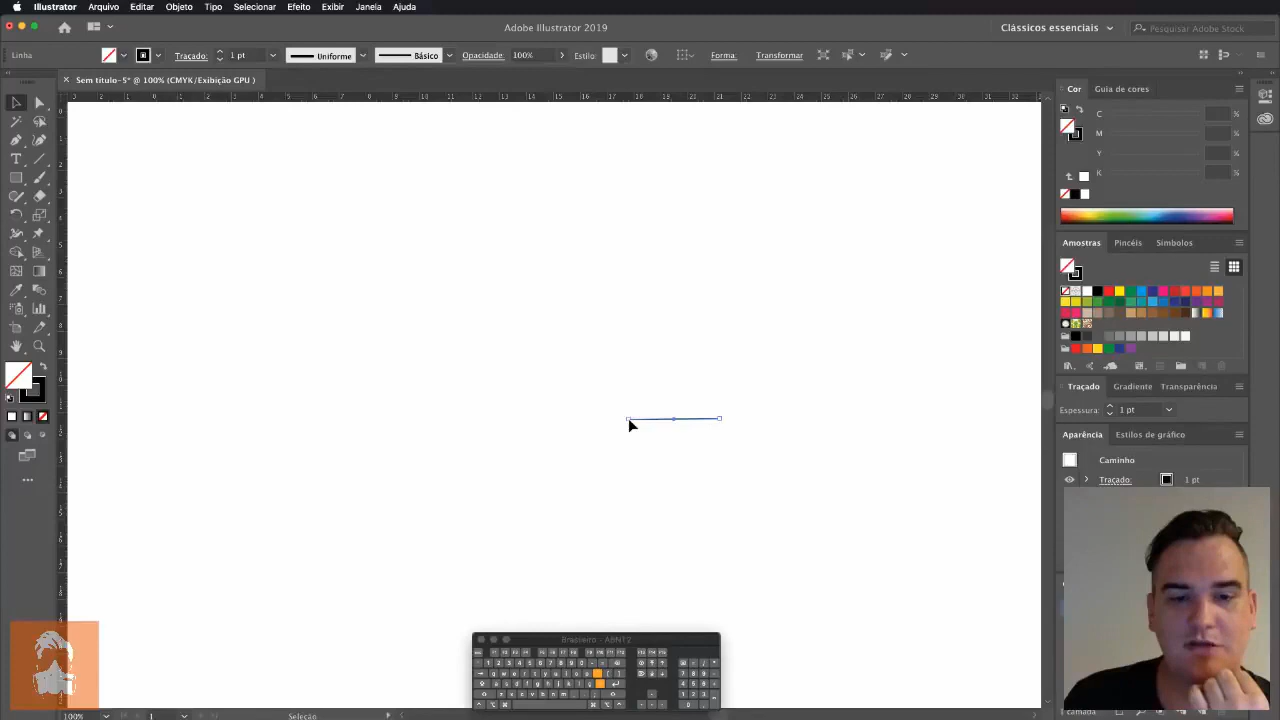 Illustrator Arquivo Editar Objeto Tipo Selecionar Efeito Exibir Janela Ajuda
Adobe Illustrator 2019
Clássicos essenciais
Pesquisar Adobe Stock
Linha Traçado: 1 pt Uniforme Básico Opacidade: 100% Estilo: Forma: Transformar
Sem título-5* @ 100% (CMYK/Exibição GPU )
Cor Guia de cores
C %
M %
Y %
K %
Amostras Pincéis Símbolos
Traçado Gradiente Transparência
Espessura: 1 pt
Aparência Estilos de gráfico
Caminho
Traçado: 1 pt
Brasileiro - ABNT2
100% 1 Seleção